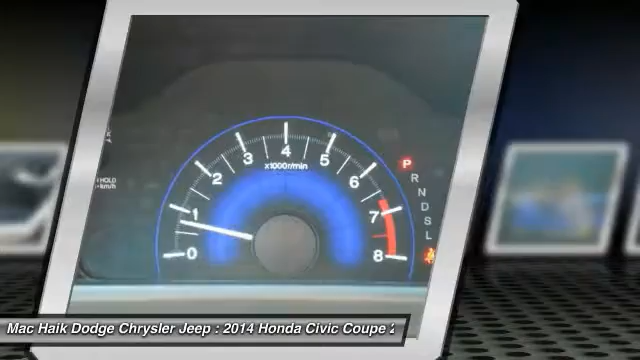 4
3
5
x1000r/min
2
6
P
R
HOLD
km/h
N
1
7
D
S
L
0
8
Mac Haik Dodge Chrysler Jeep : 2014 Honda Civic Coupe 2